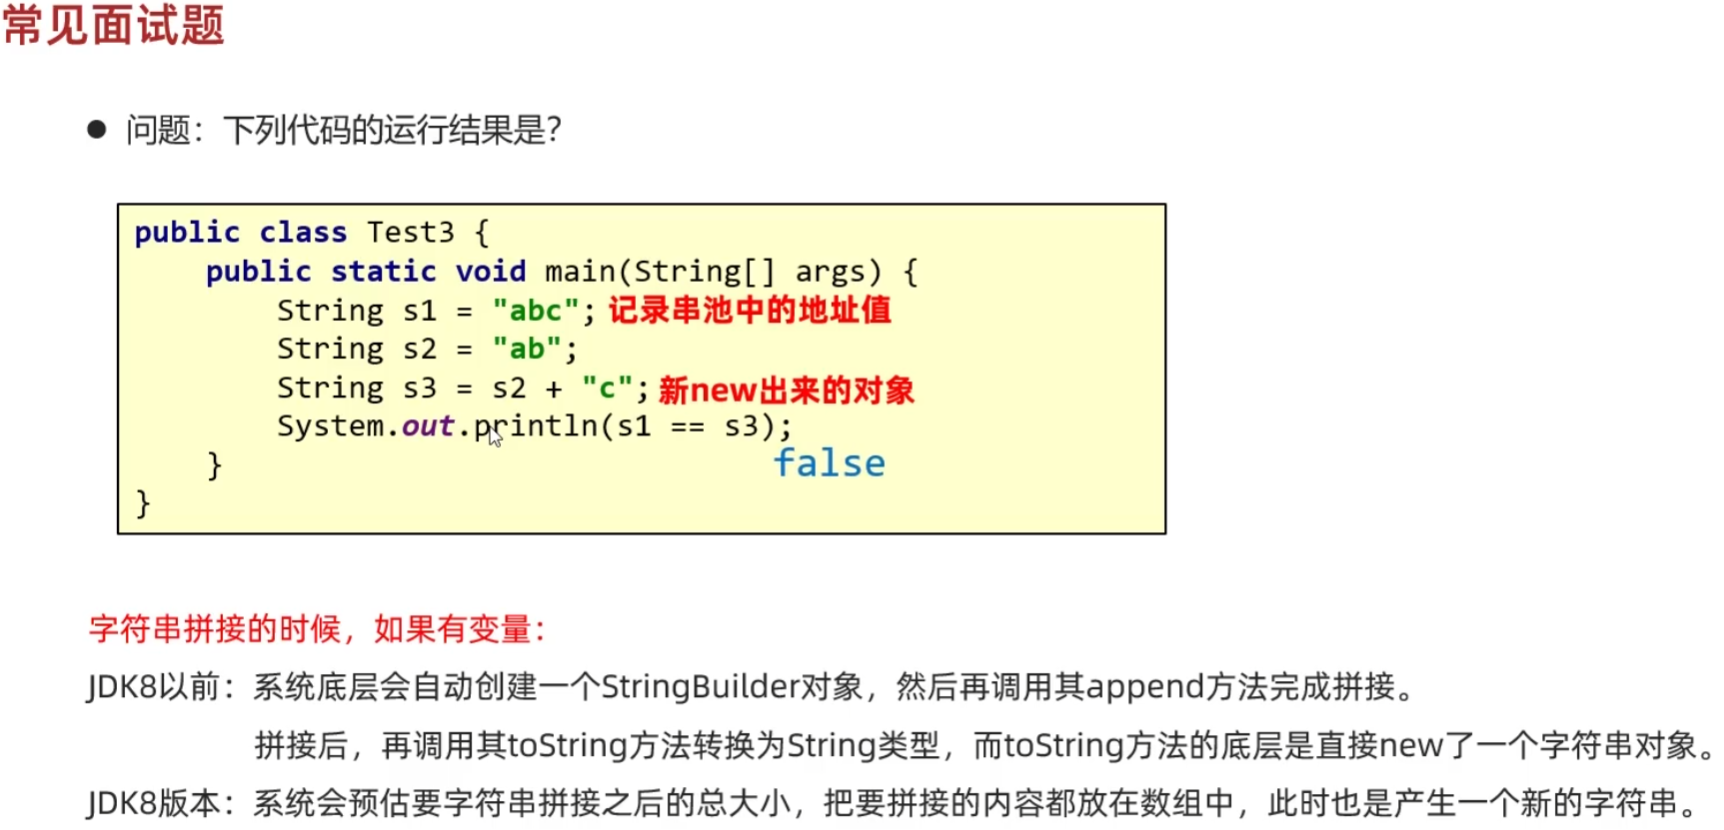 常见面试题
● 问题：下列代码的运行结果是？
public class Test3 {
    public static void main(String[] args) {
        String s1 = "abc"; 记录串池中的地址值
        String s2 = "ab";
        String s3 = s2 + "c"; 新new出来的对象
        System.out.println(s1 == s3);
    }                               false
}
字符串拼接的时候，如果有变量：
JDK8以前：系统底层会自动创建一个StringBuilder对象，然后再调用其append方法完成拼接。
拼接后，再调用其toString方法转换为String类型，而toString方法的底层是直接new了一个字符串对象。
JDK8版本：系统会预估要字符串拼接之后的总大小，把要拼接的内容都放在数组中，此时也是产生一个新的字符串。